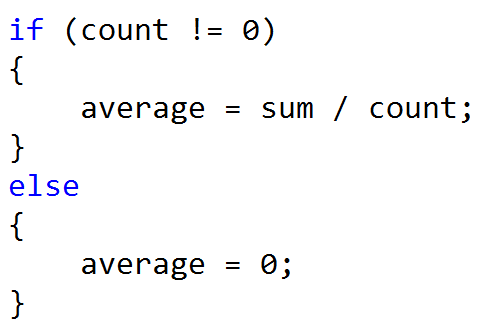 if (count != 0)
{
    average = sum / count;
}
else
{
    average = 0;
}